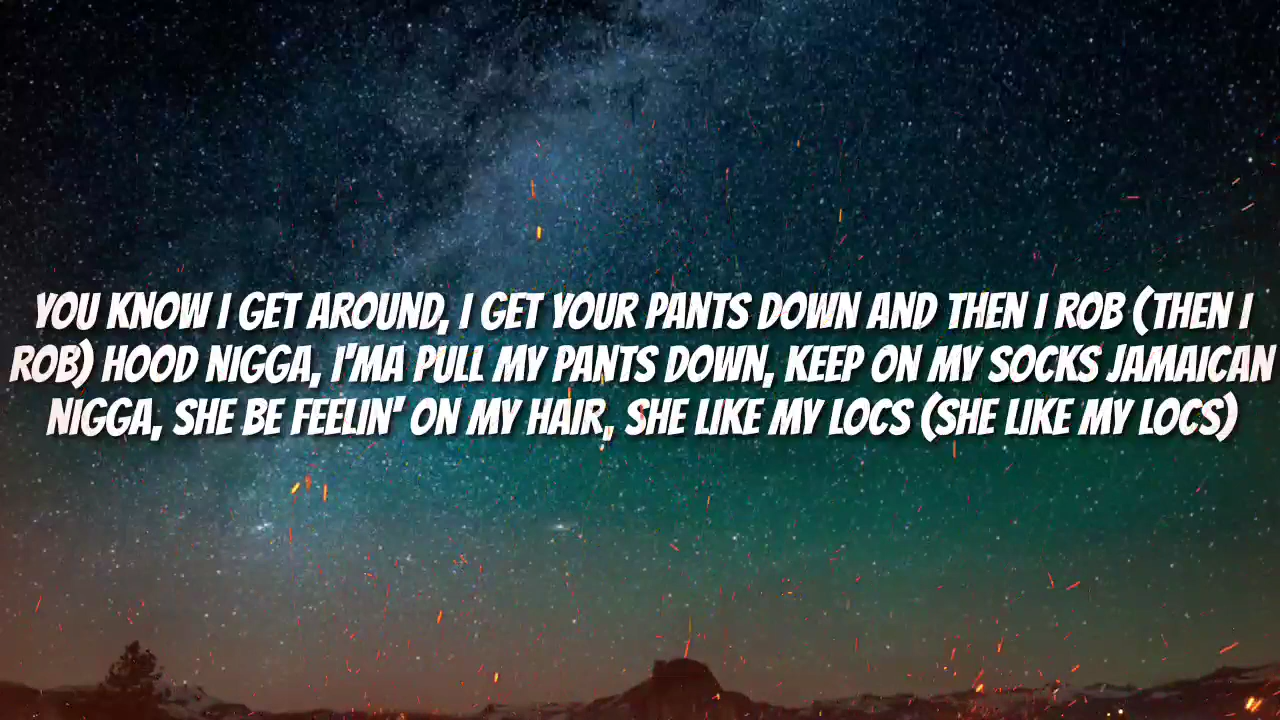 YOU KNOW I GET AROUND, I GET YOUR PANTS DOWN AND THEN I ROB (THEN I
ROB) HOOD NIGGA, I'MA PULL MY PANTS DOWN, KEEP ON MY SOCKS JAMAICAN
NIGGA, SHE BE FEELIN' ON MY HAIR, SHE LIKE MY LOCS (SHE LIKE MY LOCS)